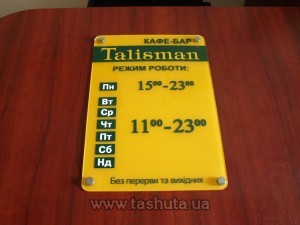 КАФЕ-БАР
Talisman
РЕЖИМ РОБОТИ:
Пн 15⁰⁰-23⁰⁰
Вт
Ср
Чт 11⁰⁰-23⁰⁰
Пт
Сб
Нд
Без перерви та вихідних
www.tashuta.ua